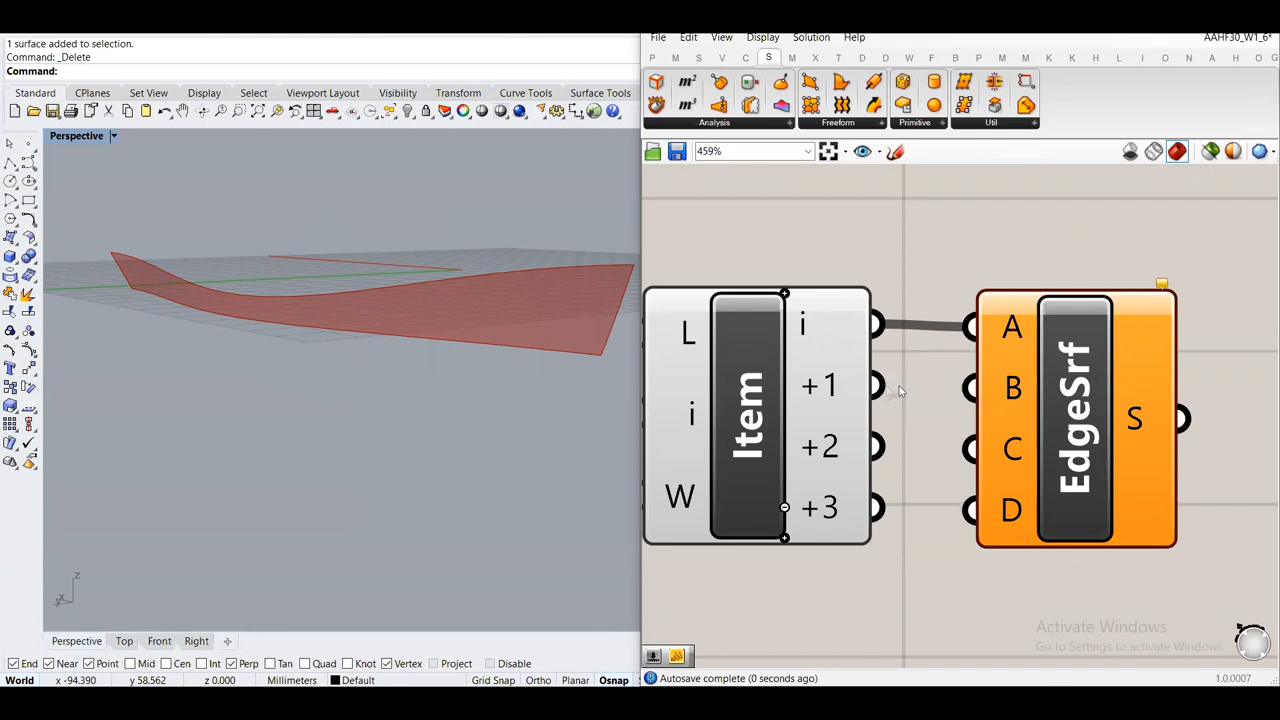 1 surface added to selection.
Command: _Delete
Command:
Standard CPlanes Set View Display Select Viewport Layout Visibility Transform Curve Tools Surface Tools
Perspective
z
x
y
Perspective Top Front Right
End Near Point Mid Cen Int Perp Tan Quad Knot Vertex Project Disable
World x -94.390 y 58.562 z 0.000 Millimeters Default Grid Snap Ortho Planar Osnap
File Edit View Display Solution Help AAHF30_W1_6*
P M S V C S M X T D W F B P M O L N A H O G
m²
m³
Analysis Freeform Primitive Util
459%
L i W Item i +1 +2 +3
A B C D EdgeSrf S
Activate Windows
Go to Settings to activate Windows.
Autosave complete (0 seconds ago) 1.0.0007